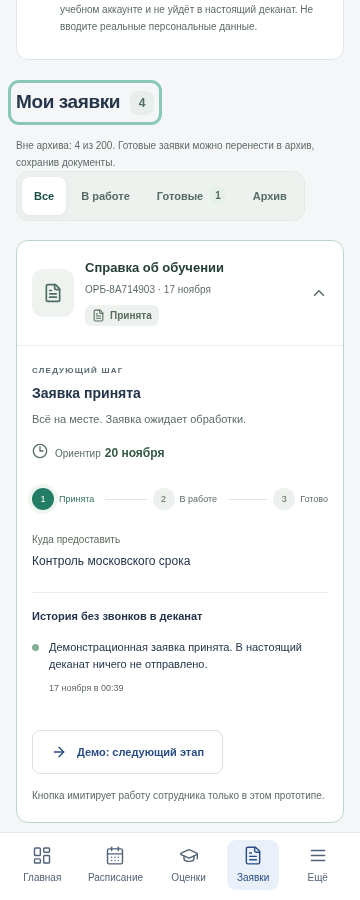 учебном аккаунте и не уйдёт в настоящий деканат. Не
вводите реальные персональные данные.
Мои заявки 4
Вне архива: 4 из 200. Готовые заявки можно перенести в архив,
сохранив документы.
Все В работе Готовые 1 Архив
Справка об обучении
ОРБ-8A714903 · 17 ноября
Принята
СЛЕДУЮЩИЙ ШАГ
Заявка принята
Всё на месте. Заявка ожидает обработки.
Ориентир 20 ноября
1 Принята 2 В работе 3 Готово
Куда предоставить
Контроль московского срока
История без звонков в деканат
Демонстрационная заявка принята. В настоящий
деканат ничего не отправлено.
17 ноября в 00:39
Демо: следующий этап
Кнопка имитирует работу сотрудника только в этом прототипе.
Главная Расписание Оценки Заявки Ещё